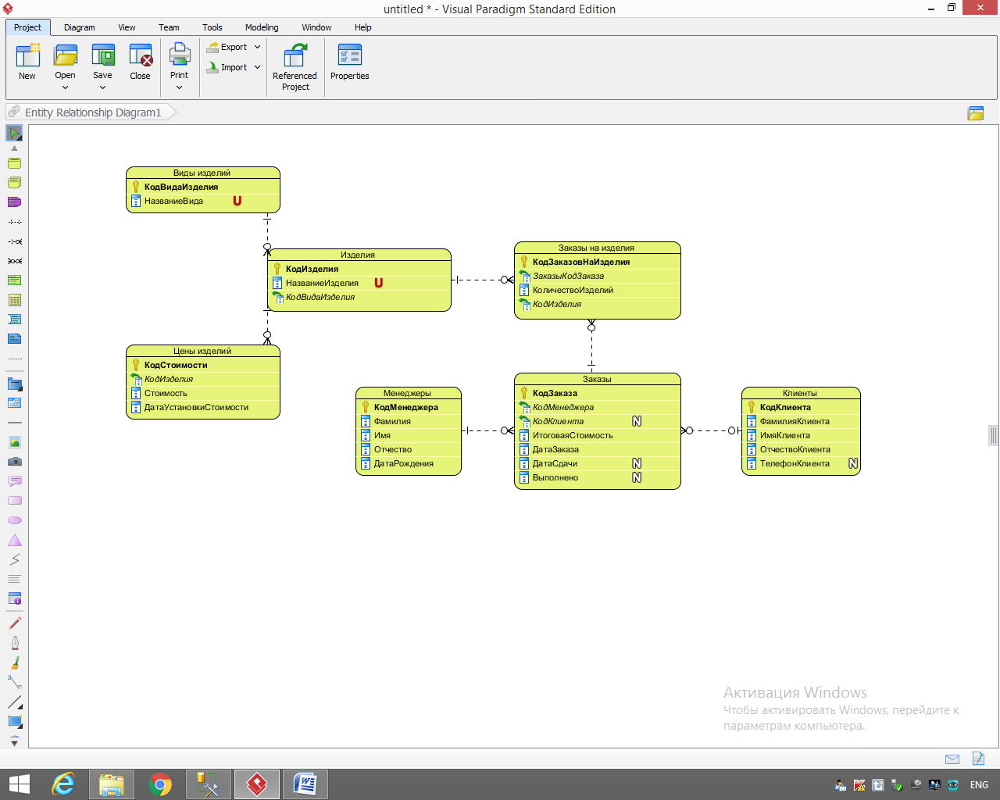 untitled * - Visual Paradigm Standard Edition
Project Diagram View Team Tools Modeling Window Help
New Open Save Close Print Export Import Referenced Project Properties
Entity Relationship Diagram1
Виды изделий
КодВидаИзделия
НазваниеВида U
Изделия
КодИзделия
НазваниеИзделия U
КодВидаИзделия
Заказы на изделия
КодЗаказовНаИзделия
ЗаказыКодЗаказа
КоличествоИзделий
КодИзделия
Цены изделий
КодСтоимости
КодИзделия
Стоимость
ДатаУстановкиСтоимости
Менеджеры
КодМенеджера
Фамилия
Имя
Отчество
ДатаРождения
Заказы
КодЗаказа
КодМенеджера
КодКлиента N
ИтоговаяСтоимость
ДатаЗаказа
ДатаСдачи N
Выполнено N
Клиенты
КодКлиента
ФамилияКлиента
ИмяКлиента
ОтчествоКлиента
ТелефонКлиента N
Активация Windows
Чтобы активировать Windows, перейдите к
параметрам компьютера.
ENG